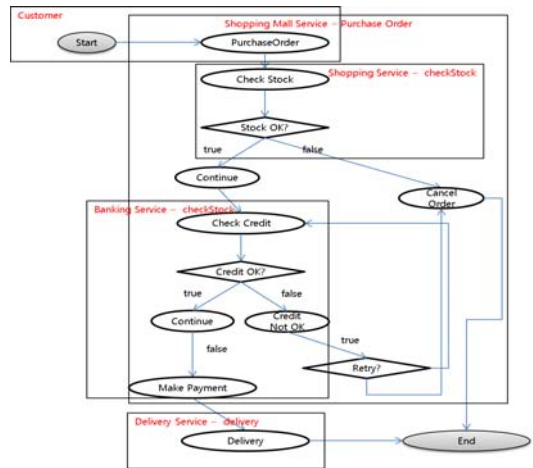 Customer
Shopping Mall Service – Purchase Order
Start
PurchaseOrder
Shopping Service – checkStock
Check Stock
Stock OK?
true
false
Continue
Cancel
Order
Banking Service – checkStock
Check Credit
Credit OK?
true
false
Continue
Credit
Not OK
true
false
Retry?
Make Payment
Delivery Service – delivery
Delivery
End